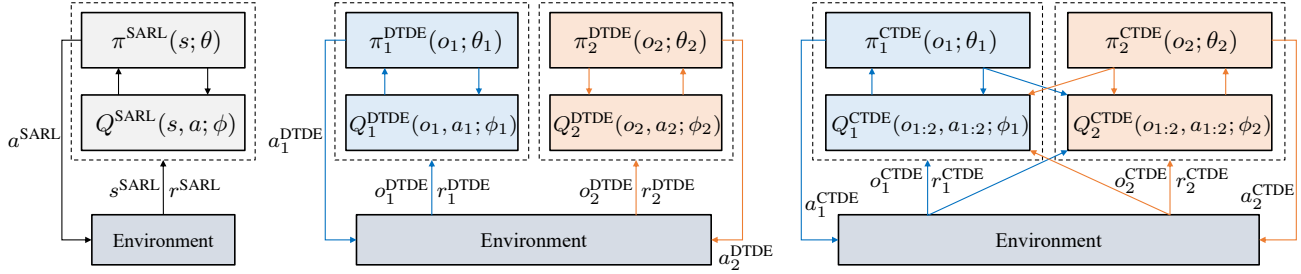 π^SARL(s; θ)
Q^SARL(s, a; ϕ)
a^SARL
s^SARL r^SARL
Environment
π_1^DTDE(o_1; θ_1)
π_2^DTDE(o_2; θ_2)
Q_1^DTDE(o_1, a_1; ϕ_1)
Q_2^DTDE(o_2, a_2; ϕ_2)
a_1^DTDE
o_1^DTDE r_1^DTDE
o_2^DTDE r_2^DTDE
Environment
a_2^DTDE
π_1^CTDE(o_1; θ_1)
π_2^CTDE(o_2; θ_2)
Q_1^CTDE(o_{1:2}, a_{1:2}; ϕ_1)
Q_2^CTDE(o_{1:2}, a_{1:2}; ϕ_2)
o_1^CTDE r_1^CTDE
o_2^CTDE r_2^CTDE
a_1^CTDE
a_2^CTDE
Environment